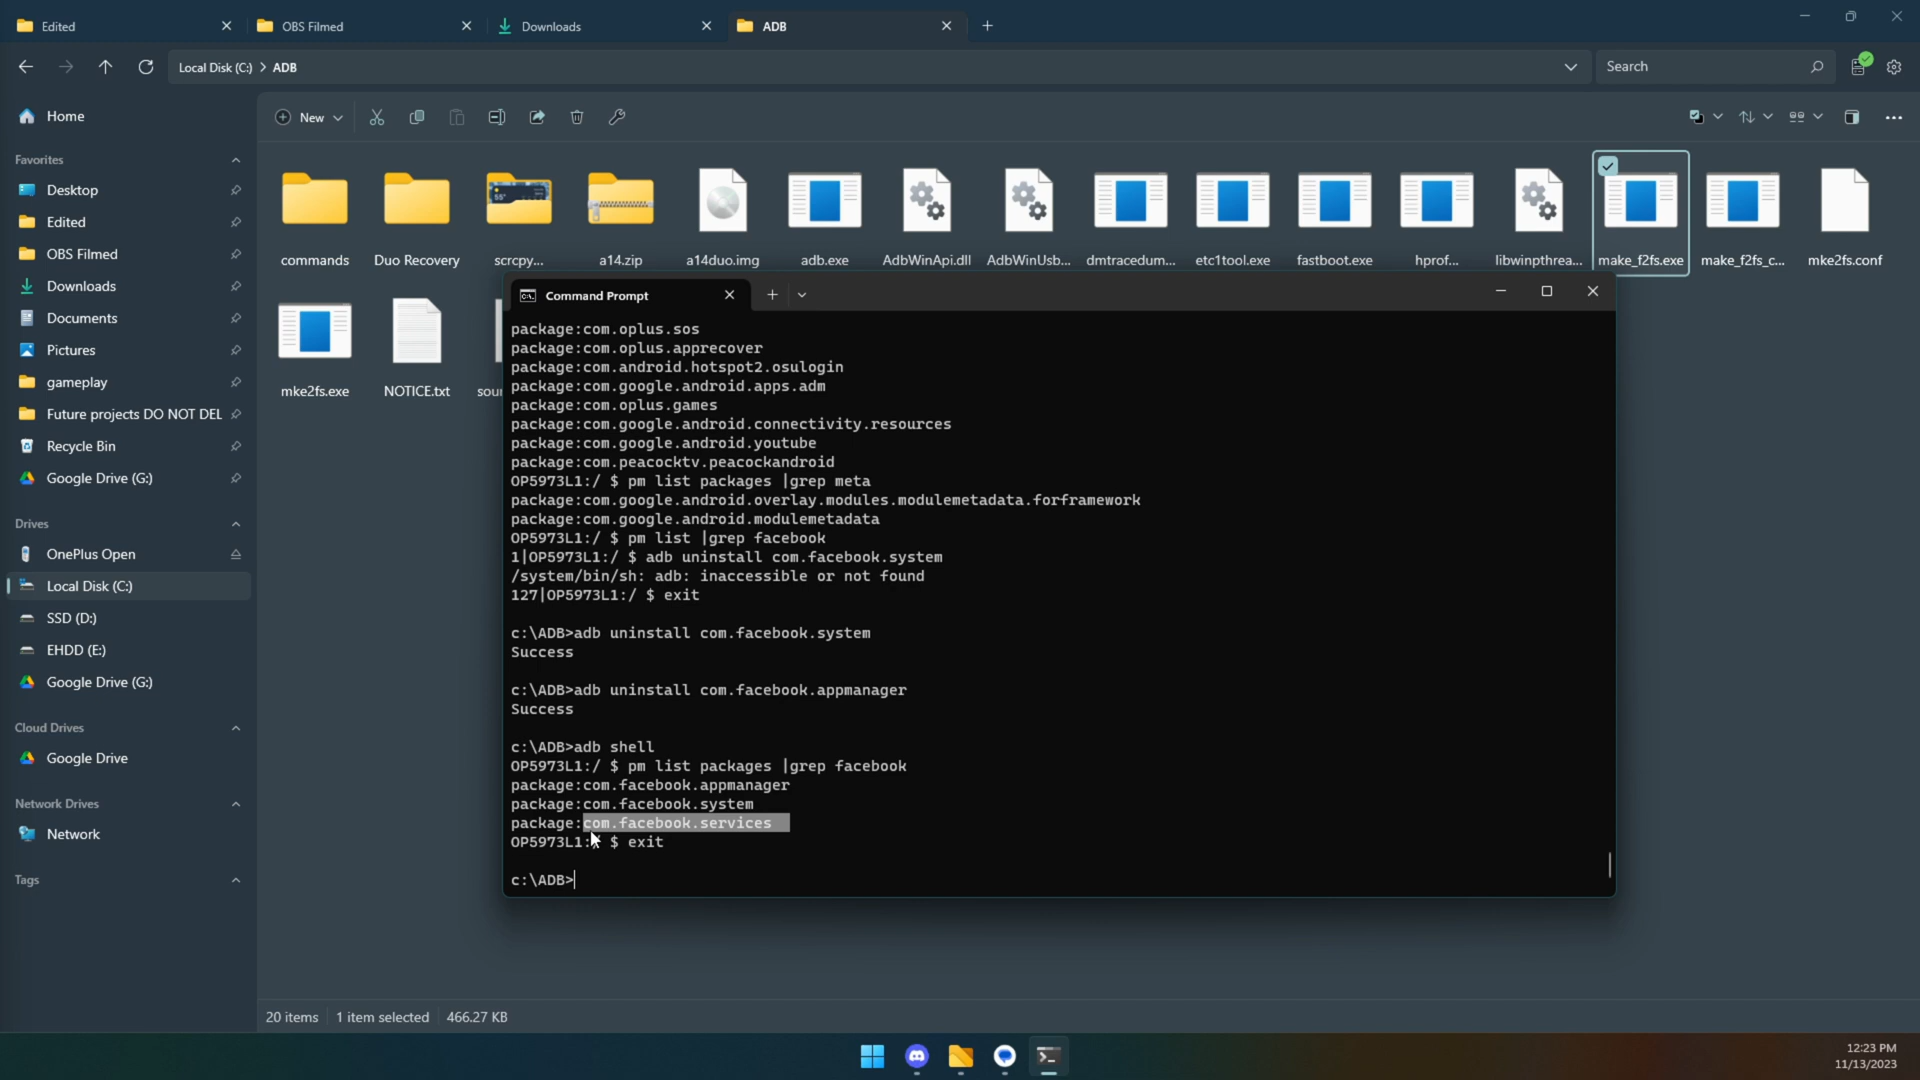 Edited
OBS Filmed
Downloads
ADB
Local Disk (C:) > ADB
Search
Home
New
Favorites
Desktop
Edited
OBS Filmed
Downloads
Documents
Pictures
gameplay
Future projects DO NOT DEL
Recycle Bin
Google Drive (G:)
Drives
OnePlus Open
Local Disk (C:)
SSD (D:)
EHDD (E:)
Google Drive (G:)
Cloud Drives
Google Drive
Network Drives
Network
Tags
commands
Duo Recovery
scrcpy...
a14.zip
a14duo.img
adb.exe
AdbWinApi.dll
AdbWinUsb...
dmtracedum...
etc1tool.exe
fastboot.exe
hprof...
libwinpthrea...
make_f2fs.exe
make_f2fs_c...
mke2fs.conf
mke2fs.exe
NOTICE.txt
sour
Command Prompt
package:com.oplus.sos
package:com.oplus.apprecover
package:com.android.hotspot2.osulogin
package:com.google.android.apps.adm
package:com.oplus.games
package:com.google.android.connectivity.resources
package:com.google.android.youtube
package:com.peacocktv.peacockandroid
OP5973L1:/ $ pm list packages |grep meta
package:com.google.android.overlay.modules.modulemetadata.forframework
package:com.google.android.modulemetadata
OP5973L1:/ $ pm list |grep facebook
1|OP5973L1:/ $ adb uninstall com.facebook.system
/system/bin/sh: adb: inaccessible or not found
127|OP5973L1:/ $ exit
c:\ADB>adb uninstall com.facebook.system
Success
c:\ADB>adb uninstall com.facebook.appmanager
Success
c:\ADB>adb shell
OP5973L1:/ $ pm list packages |grep facebook
package:com.facebook.appmanager
package:com.facebook.system
package:com.facebook.services
OP5973L1:/ $ exit
c:\ADB>
20 items
1 item selected
466.27 KB
12:23 PM
11/13/2023